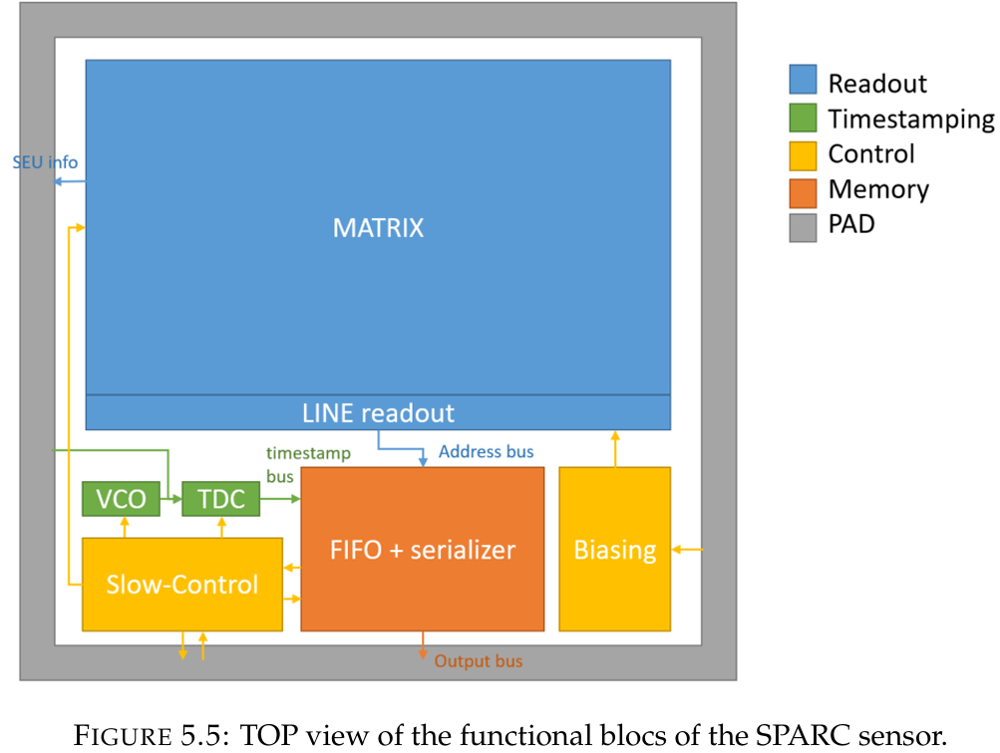 Readout
Timestamping
Control
Memory
PAD
SEU info
MATRIX
LINE readout
timestamp
bus
Address bus
VCO
TDC
FIFO + serializer
Biasing
Slow-Control
Output bus
FIGURE 5.5: TOP view of the functional blocs of the SPARC sensor.